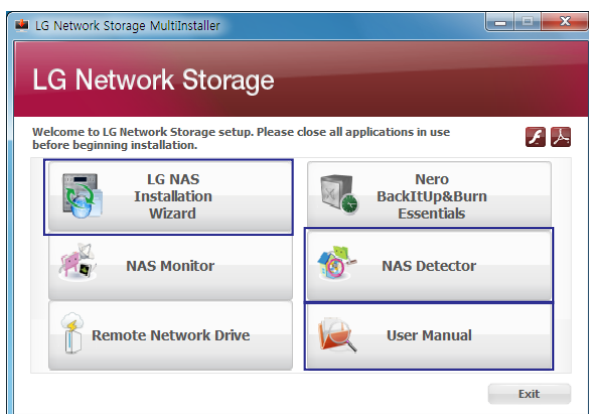 LG Network Storage MultiInstaller
LG Network Storage
Welcome to LG Network Storage setup. Please close all applications in use
before beginning installation.
LG NAS
Installation
Wizard
Nero
BackItUp&Burn
Essentials
NAS Monitor
NAS Detector
Remote Network Drive
User Manual
Exit